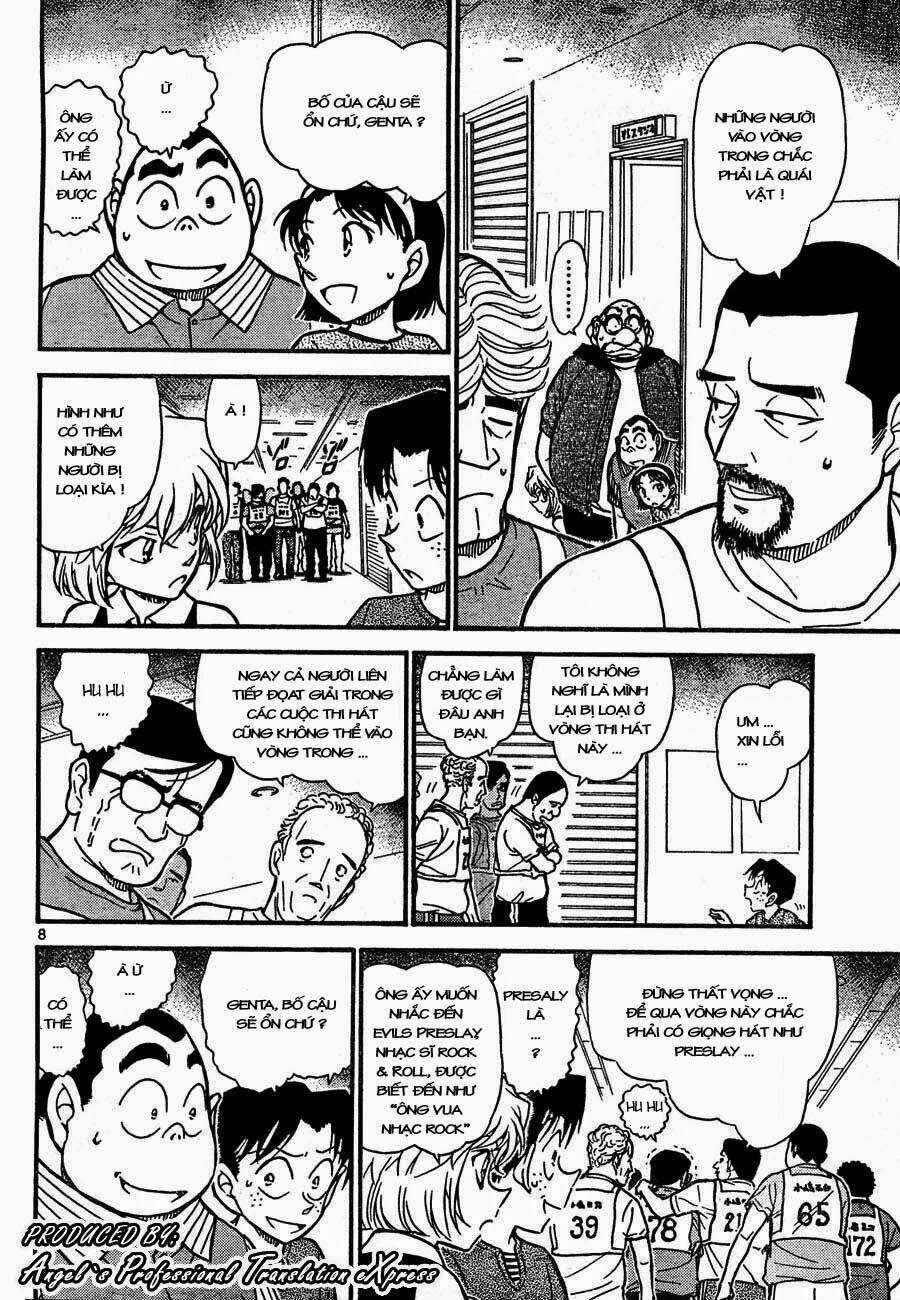 NHỮNG NGƯỜI
VÀO VÒNG
TRONG CHẮC
PHẢI LÀ QUÁI
VẬT !
.......
BỐ CỦA CẬU SẼ
ỔN CHỨ, GENTA ?
Ừ
...
ÔNG
ẤY CÓ
THỂ
LÀM ĐƯỢC
...
À !
HÌNH NHƯ
CÓ THÊM
NHỮNG
NGƯỜI BỊ
LOẠI KÌA !
ƯM ...
XIN LỖI
...
TÔI KHÔNG
NGHĨ LÀ MÌNH
LẠI BỊ LOẠI Ở
VÒNG THI HÁT
NÀY ...
CHẲNG LÀM
ĐƯỢC GÌ
ĐÂU ANH
BẠN.
NGAY CẢ NGƯỜI LIÊN
TIẾP ĐOẠT GIẢI TRONG
CÁC CUỘC THI HÁT
CŨNG KHÔNG THỂ VÀO
VÒNG TRONG ...
HU HU
...
8
ĐỪNG THẤT VỌNG ...
ĐỂ QUA VÒNG NÀY CHẮC
PHẢI CÓ GIỌNG HÁT NHƯ
PRESLAY ...
HU HU
...
PRESALY
LÀ
...
?
ÔNG ẤY MUỐN
NHẮC ĐẾN
EVILS PRESLAY,
NHẠC SĨ ROCK
& ROLL, ĐƯỢC
BIẾT ĐẾN NHƯ
“ÔNG VUA
NHẠC ROCK”
39
78
21
65
172
GENTA, BỐ CẬU
SẼ ỔN CHỨ ?
À Ừ
...
CÓ
THỂ
...
PRODUCED BY:
Angel`s Professional Translation eXpress